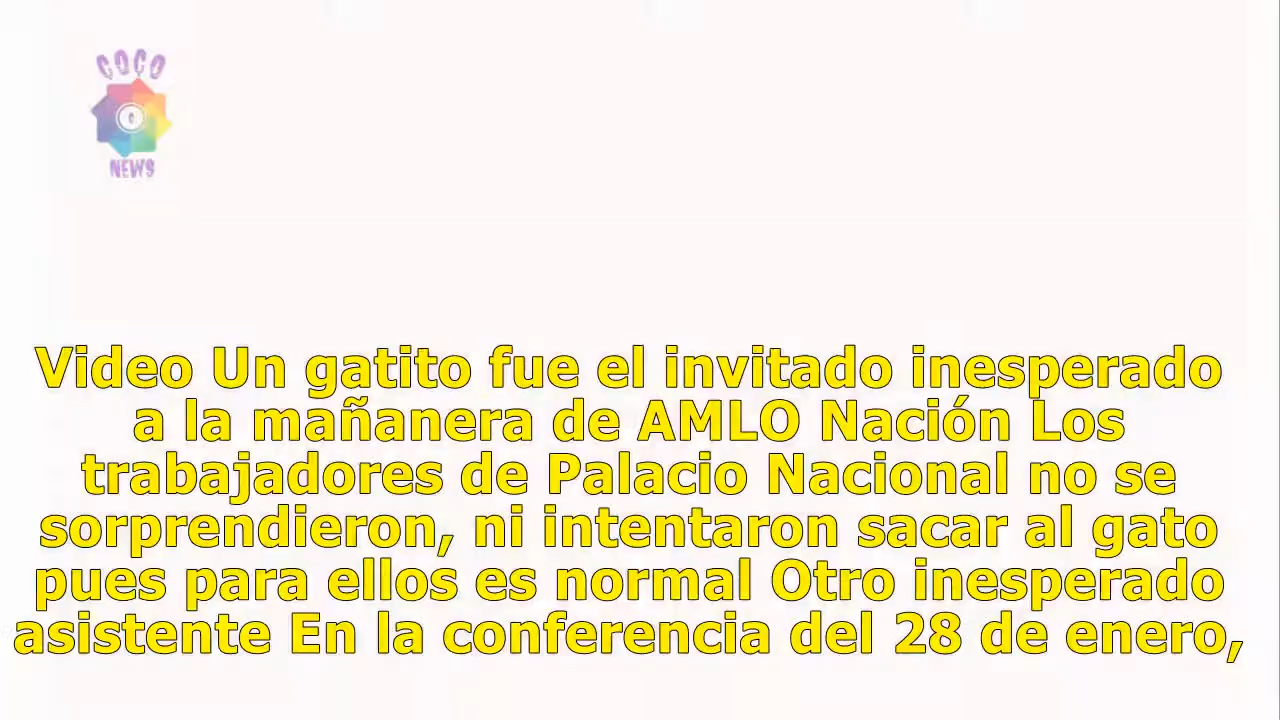 COCO
NEWS
Video Un gatito fue el invitado inesperado
a la mañanera de AMLO Nación Los
trabajadores de Palacio Nacional no se
sorprendieron, ni intentaron sacar al gato
pues para ellos es normal Otro inesperado
asistente En la conferencia del 28 de enero,